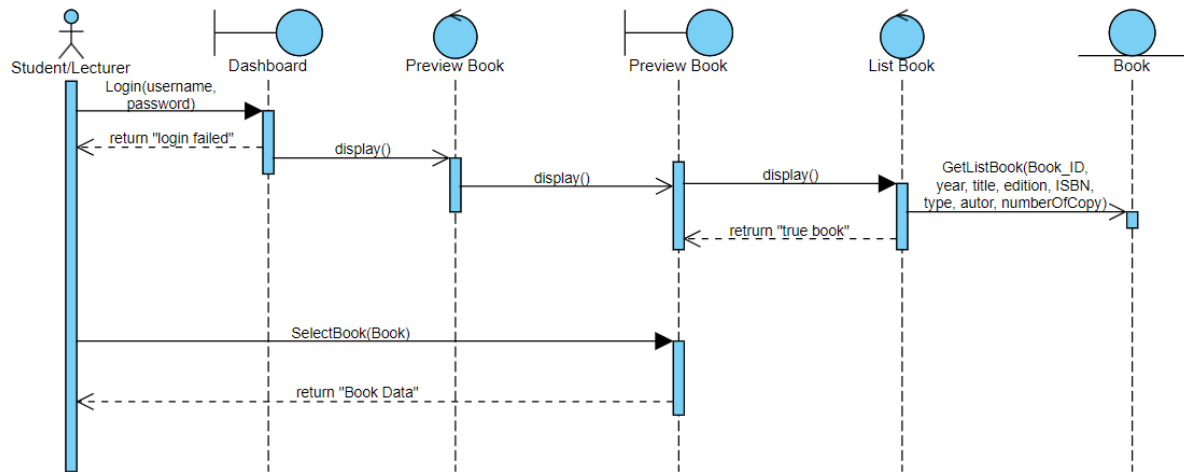 Student/Lecturer
Dashboard
Preview Book
Preview Book
List Book
Book
Login(username,
password)
return "login failed"
display()
display()
display()
GetListBook(Book_ID,
year, title, edition, ISBN,
type, autor, numberOfCopy)
retrurn "true book"
SelectBook(Book)
return "Book Data"